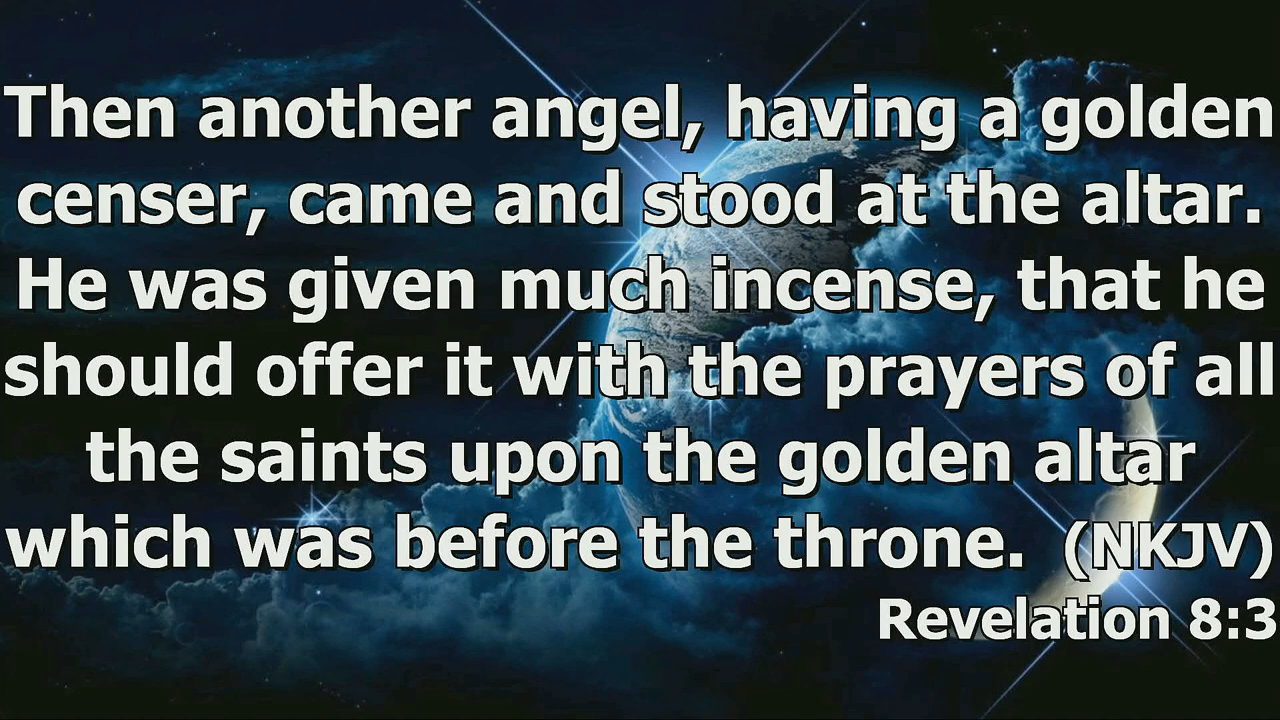 Then another angel, having a golden
censer, came and stood at the altar.
He was given much incense, that he
should offer it with the prayers of all
the saints upon the golden altar
which was before the throne. (NKJV)
Revelation 8:3